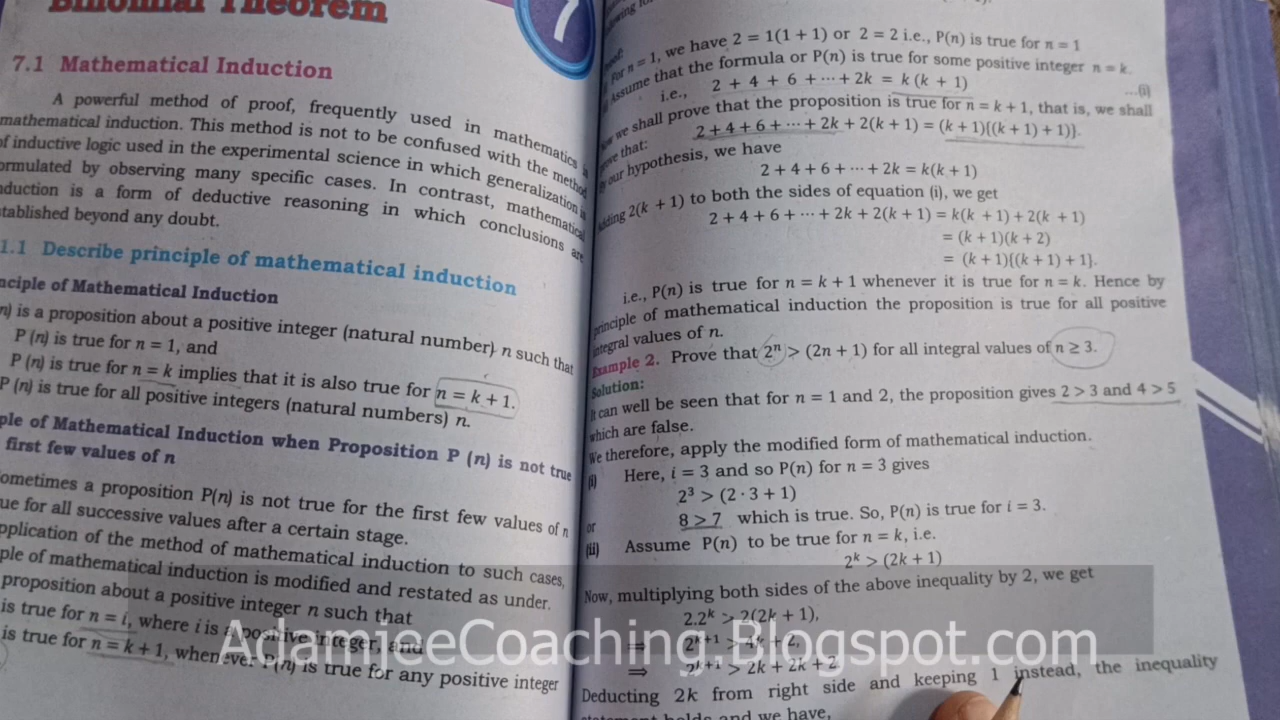 Binomial Theorem
7
7.1 Mathematical Induction
A powerful method of proof, frequently used in mathematics is
mathematical induction. This method is not to be confused with the method
of inductive logic used in the experimental science in which generalization is
ormulated by observing many specific cases. In contrast, mathematical
nduction is a form of deductive reasoning in which conclusions are
tablished beyond any doubt.
1.1 Describe principle of mathematical induction
nciple of Mathematical Induction
n) is a proposition about a positive integer (natural number) n such that
P (n) is true for n = 1, and
P (n) is true for n = k implies that it is also true for n = k + 1.
P (n) is true for all positive integers (natural numbers) n.
ple of Mathematical Induction when Proposition P (n) is not true
first few values of n
ometimes a proposition P(n) is not true for the first few values of n
ue for all successive values after a certain stage.
pplication of the method of mathematical induction to such cases,
ple of mathematical induction is modified and restated as under.
proposition about a positive integer n such that
is true for n = i, where i is a positive integer, and
is true for n = k + 1, whenever P(n) is true for any positive integer
For n = 1, we have 2 = 1(1 + 1) or 2 = 2 i.e., P(n) is true for n = 1
Assume that the formula or P(n) is true for some positive integer n = k.
i.e., 2 + 4 + 6 + ⋯ + 2k = k (k + 1) ...(i)
Now we shall prove that the proposition is true for n = k + 1, that is, we shall
prove that: 2 + 4 + 6 + ⋯ + 2k + 2(k + 1) = (k + 1){(k + 1) + 1)}.
By our hypothesis, we have
2 + 4 + 6 + ⋯ + 2k = k(k + 1)
Adding 2(k + 1) to both the sides of equation (i), we get
2 + 4 + 6 + ⋯ + 2k + 2(k + 1) = k(k + 1) + 2(k + 1)
= (k + 1)(k + 2)
= (k + 1){(k + 1) + 1}.
i.e., P(n) is true for n = k + 1 whenever it is true for n = k. Hence by
principle of mathematical induction the proposition is true for all positive
integral values of n.
Example 2. Prove that 2ⁿ > (2n + 1) for all integral values of n ≥ 3.
Solution:
It can well be seen that for n = 1 and 2, the proposition gives 2 > 3 and 4 > 5
which are false.
We therefore, apply the modified form of mathematical induction.
(i) Here, i = 3 and so P(n) for n = 3 gives
2³ > (2 · 3 + 1)
or 8 > 7 which is true. So, P(n) is true for i = 3.
(ii) Assume P(n) to be true for n = k, i.e.
2ᵏ > (2k + 1)
Now, multiplying both sides of the above inequality by 2, we get
2.2ᵏ > 2(2k + 1),
⇒ 2ᵏ⁺¹ > 4k + 2,
⇒ 2ᵏ⁺¹ > 2k + 2k + 2
Deducting 2k from right side and keeping 1 instead, the inequality
statement holds and we have,
AdamjeeCoaching.Blogspot.com